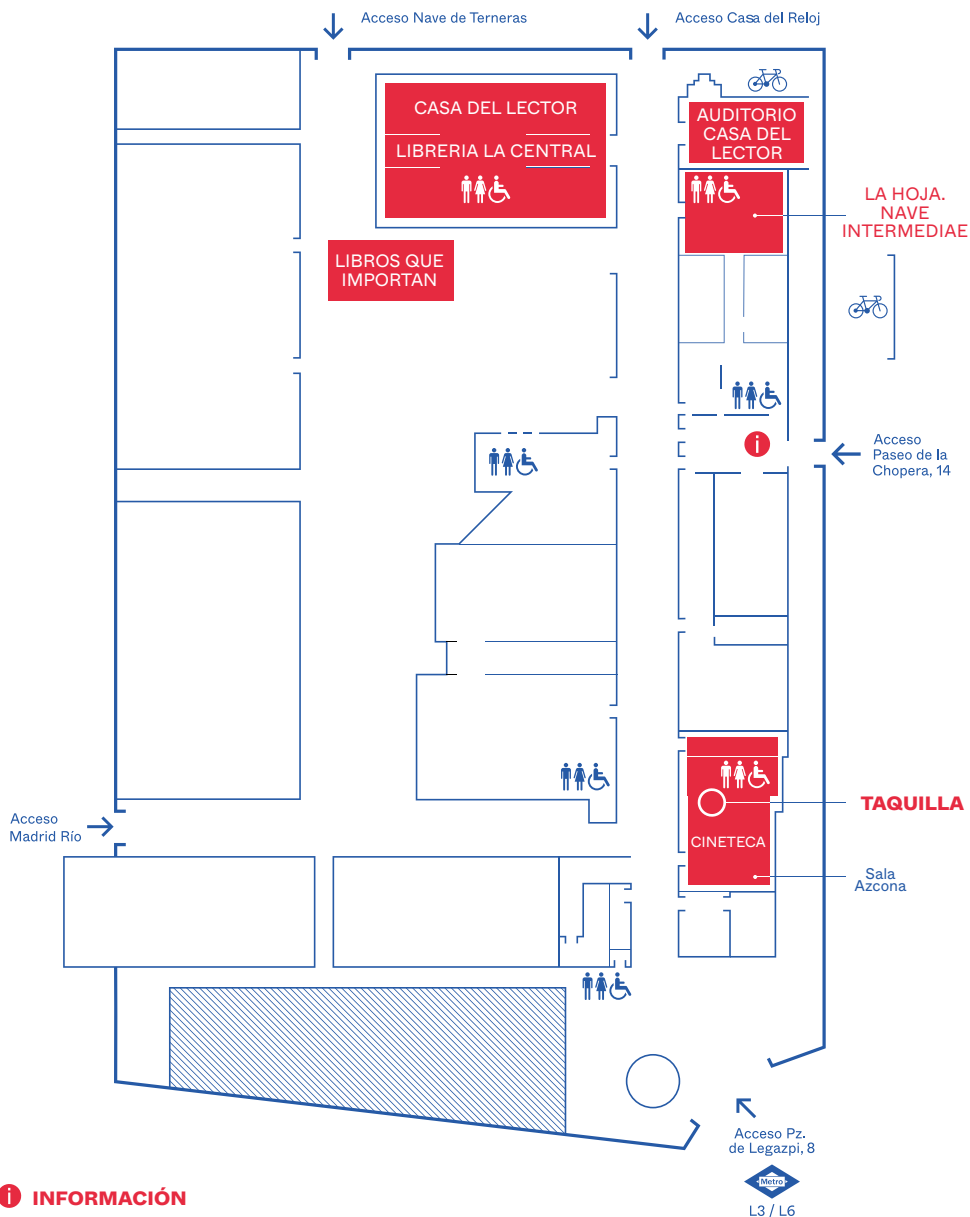 Acceso Nave de Terneras
Acceso Casa del Reloj
CASA DEL LECTOR
LIBRERIA LA CENTRAL
AUDITORIO
CASA DEL
LECTOR
LA HOJA.
NAVE
INTERMEDIAE
LIBROS QUE
IMPORTAN
i
Acceso
Paseo de la
Chopera, 14
TAQUILLA
Acceso
Madrid Río
CINETECA
Sala
Azcona
Acceso Pz.
de Legazpi, 8
Metro
L3 / L6
i INFORMACIÓN